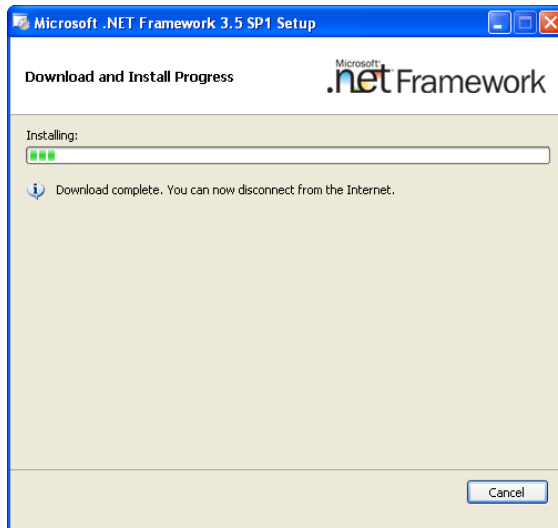 Microsoft .NET Framework 3.5 SP1 Setup
Download and Install Progress
Microsoft
.net Framework
Installing:
Download complete. You can now disconnect from the Internet.
Cancel